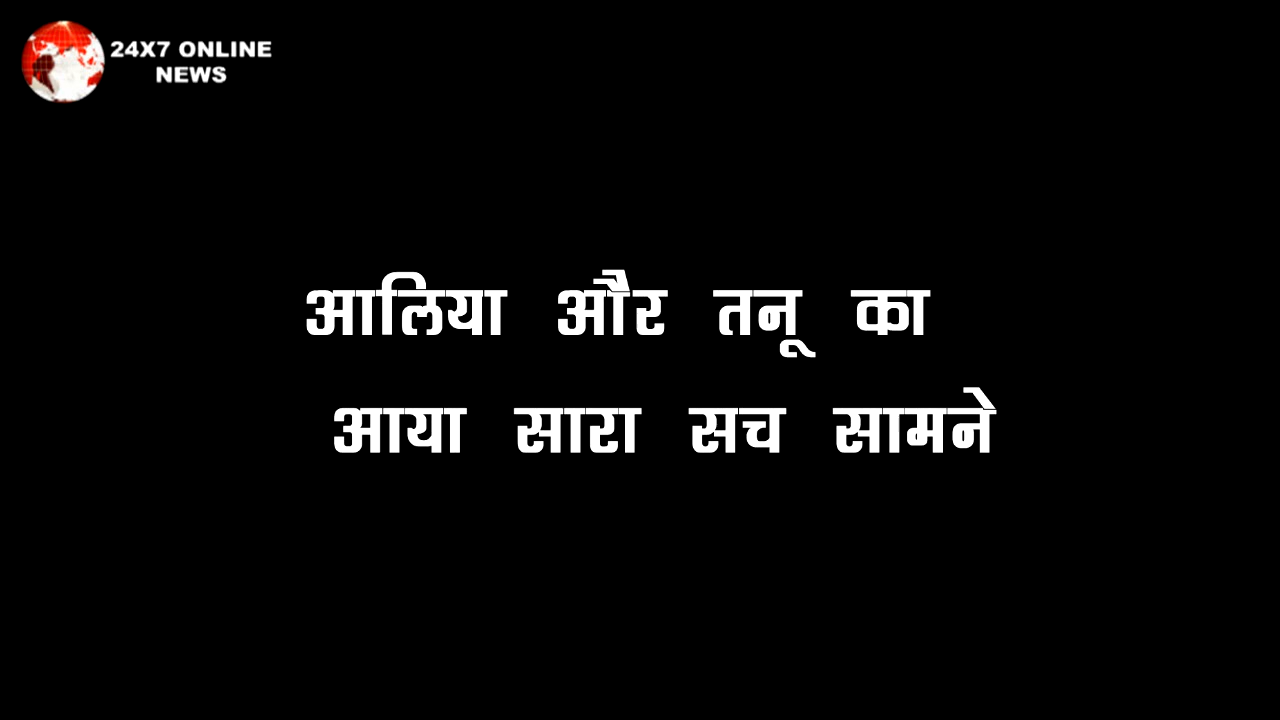 24X7 ONLINE
NEWS
आलिया और तनू का
आया सारा सच सामने